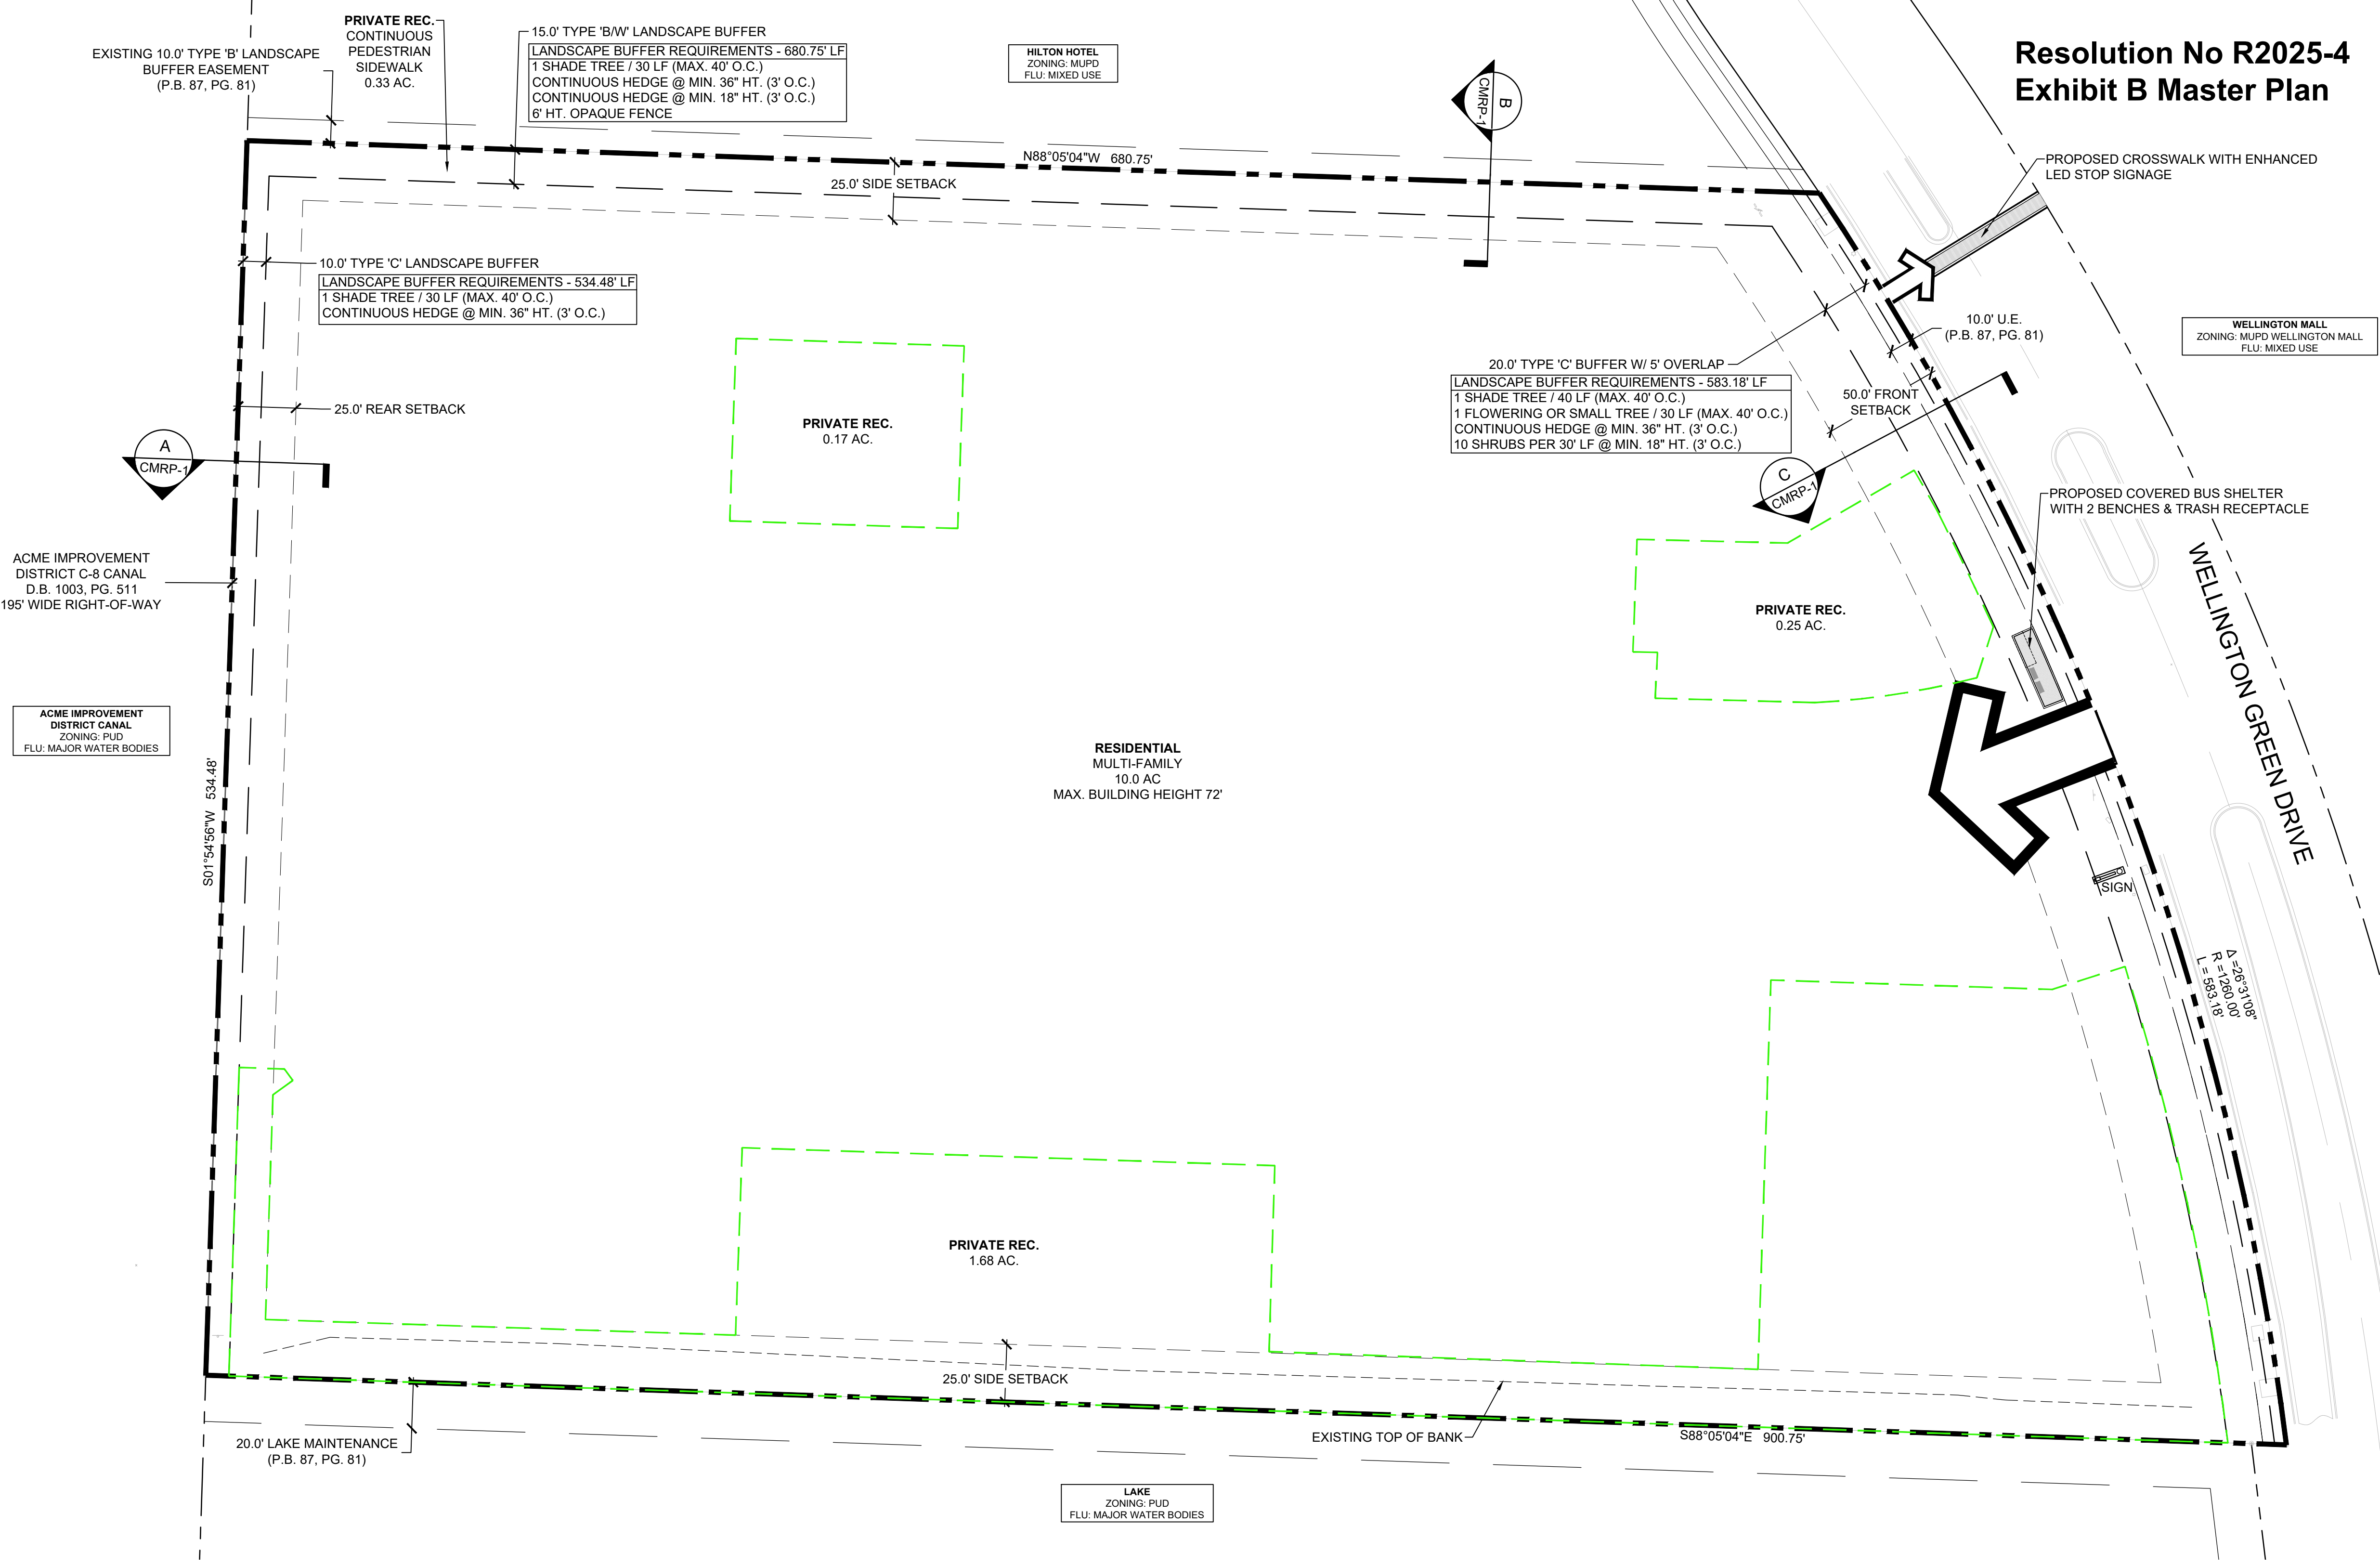 Resolution No R2025-4
Exhibit B Master Plan
EXISTING 10.0' TYPE 'B' LANDSCAPE
BUFFER EASEMENT
(P.B. 87, PG. 81)
PRIVATE REC.
CONTINUOUS
PEDESTRIAN
SIDEWALK
0.33 AC.
15.0' TYPE 'B/W' LANDSCAPE BUFFER
LANDSCAPE BUFFER REQUIREMENTS - 680.75' LF
1 SHADE TREE / 30 LF (MAX. 40' O.C.)
CONTINUOUS HEDGE @ MIN. 36" HT. (3' O.C.)
CONTINUOUS HEDGE @ MIN. 18" HT. (3' O.C.)
6' HT. OPAQUE FENCE
HILTON HOTEL
ZONING: MUPD
FLU: MIXED USE
B
CMRP-1
PROPOSED CROSSWALK WITH ENHANCED
LED STOP SIGNAGE
N88°05'04"W 680.75'
25.0' SIDE SETBACK
10.0' TYPE 'C' LANDSCAPE BUFFER
LANDSCAPE BUFFER REQUIREMENTS - 534.48' LF
1 SHADE TREE / 30 LF (MAX. 40' O.C.)
CONTINUOUS HEDGE @ MIN. 36" HT. (3' O.C.)
10.0' U.E.
(P.B. 87, PG. 81)
WELLINGTON MALL
ZONING: MUPD WELLINGTON MALL
FLU: MIXED USE
20.0' TYPE 'C' BUFFER W/ 5' OVERLAP
LANDSCAPE BUFFER REQUIREMENTS - 583.18' LF
1 SHADE TREE / 40 LF (MAX. 40' O.C.)
1 FLOWERING OR SMALL TREE / 30 LF (MAX. 40' O.C.)
CONTINUOUS HEDGE @ MIN. 36" HT. (3' O.C.)
10 SHRUBS PER 30' LF @ MIN. 18" HT. (3' O.C.)
50.0' FRONT
SETBACK
25.0' REAR SETBACK
PRIVATE REC.
0.17 AC.
A
CMRP-1
C
CMRP-1
PROPOSED COVERED BUS SHELTER
WITH 2 BENCHES & TRASH RECEPTACLE
ACME IMPROVEMENT
DISTRICT C-8 CANAL
D.B. 1003, PG. 511
195' WIDE RIGHT-OF-WAY
PRIVATE REC.
0.25 AC.
WELLINGTON GREEN DRIVE
ACME IMPROVEMENT
DISTRICT CANAL
ZONING: PUD
FLU: MAJOR WATER BODIES
RESIDENTIAL
MULTI-FAMILY
10.0 AC
MAX. BUILDING HEIGHT 72'
S01°54'56"W 534.48'
SIGN
Δ =26°31'08"
R =1260.00'
L = 583.18'
PRIVATE REC.
1.68 AC.
25.0' SIDE SETBACK
20.0' LAKE MAINTENANCE
(P.B. 87, PG. 81)
EXISTING TOP OF BANK
S88°05'04"E 900.75'
LAKE
ZONING: PUD
FLU: MAJOR WATER BODIES